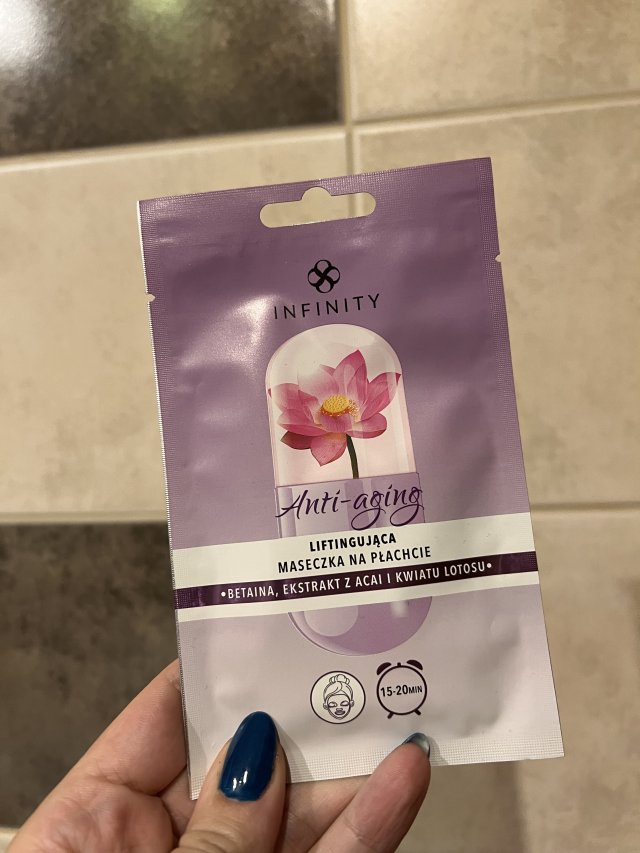 INFINITY
Anti-aging
LIFTINGUJĄCA
MASECZKA NA PŁACHCIE
•BETAINA, EKSTRAKT Z ACAI I KWIATU LOTOSU•
15-20MIN